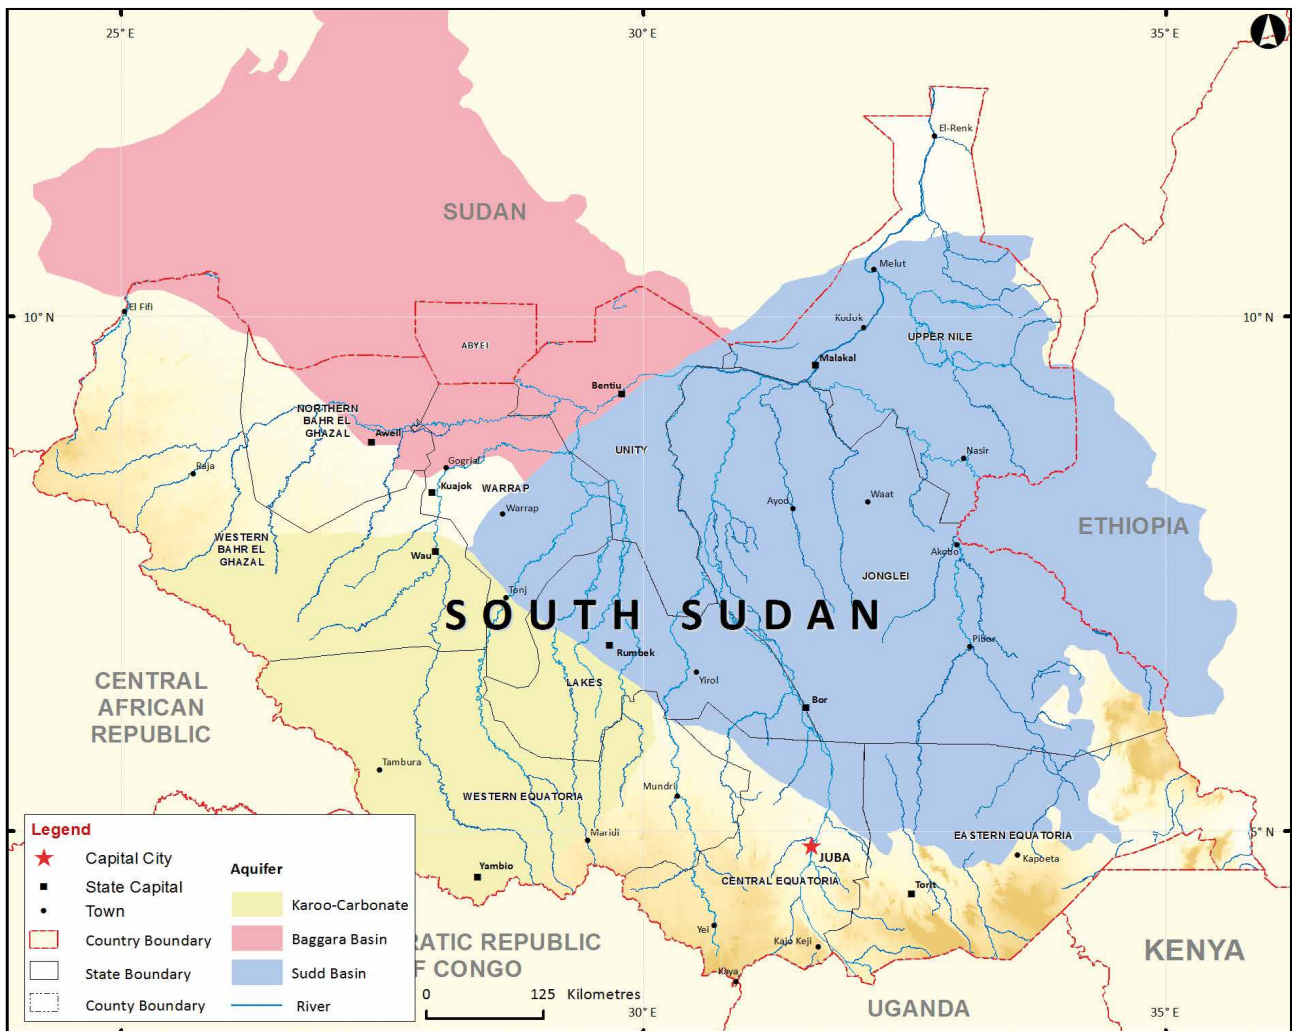 25° E
30° E
35° E
El-Renk
SUDAN
Melut
El Fifi
10° N
10° N
Kodok
UPPER NILE
ABYEI
Malakal
Bentiu
NORTHERN
BAHR EL
GHAZAL
Aweil
UNITY
Nasir
Gogrial
Raja
Kuajok
WARRAP
Ayod
Waat
Warrap
ETHIOPIA
WESTERN
BAHR EL
GHAZAL
Wau
Akobo
JONGLEI
Tonj
SOUTH SUDAN
Pibor
Rumbek
CENTRAL
AFRICAN
REPUBLIC
LAKES
Yirol
Bor
Tambura
Mundri
WESTERN EQUATORIA
Maridi
EASTERN EQUATORIA
5° N
JUBA
Kapoeta
Yambio
CENTRAL EQUATORIA
Torit
Yei
Kajo Keji
RATIC REPUBLIC
F CONGO
KENYA
Kaya
UGANDA
Legend
Capital City
State Capital
Town
Country Boundary
State Boundary
County Boundary
Aquifer
Karoo-Carbonate
Baggara Basin
Sudd Basin
River
0 125 Kilometres
30° E
35° E